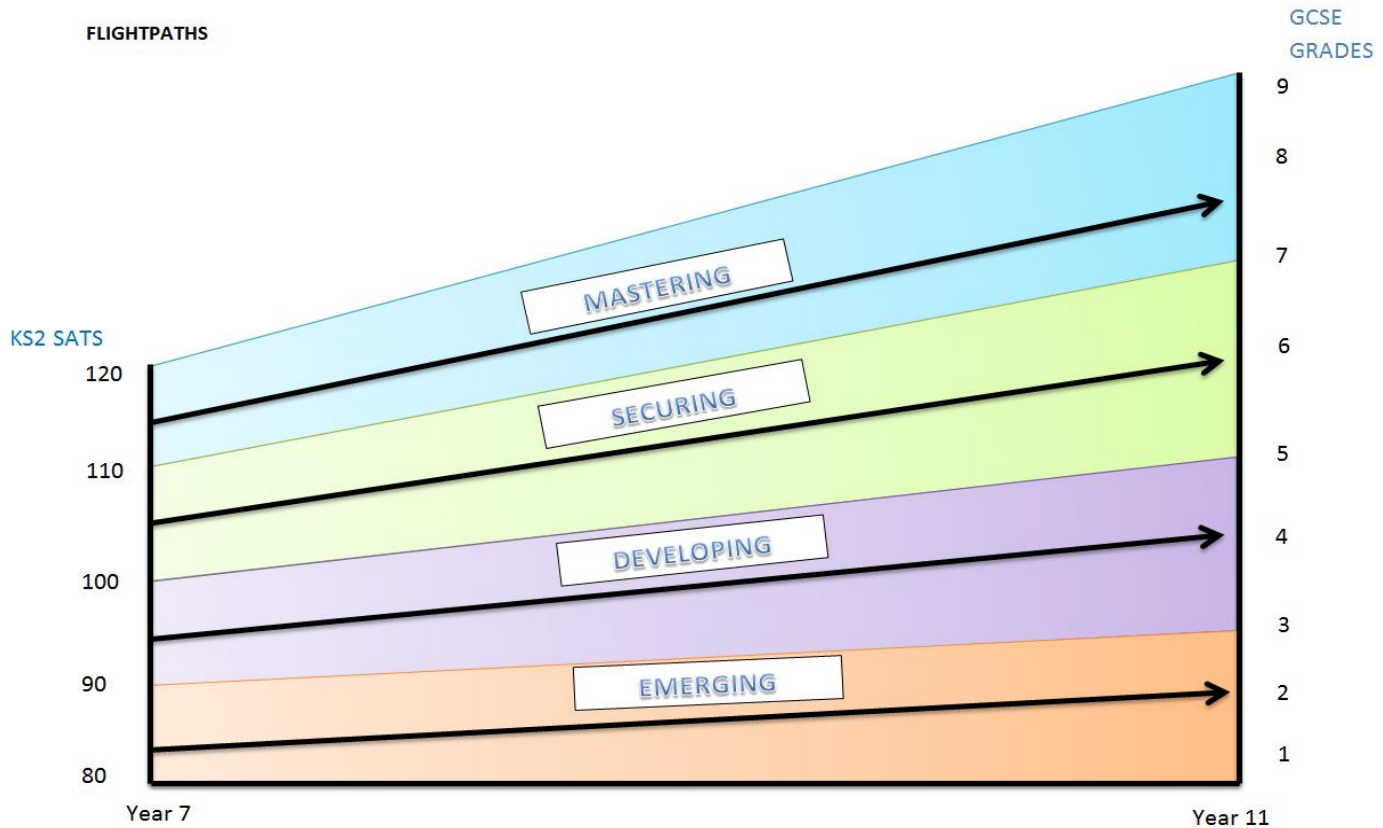 FLIGHTPATHS
GCSE
GRADES
9
8
7
6
5
4
3
2
1
KS2 SATS
120
110
100
90
80
MASTERING
SECURING
DEVELOPING
EMERGING
Year 7
Year 11